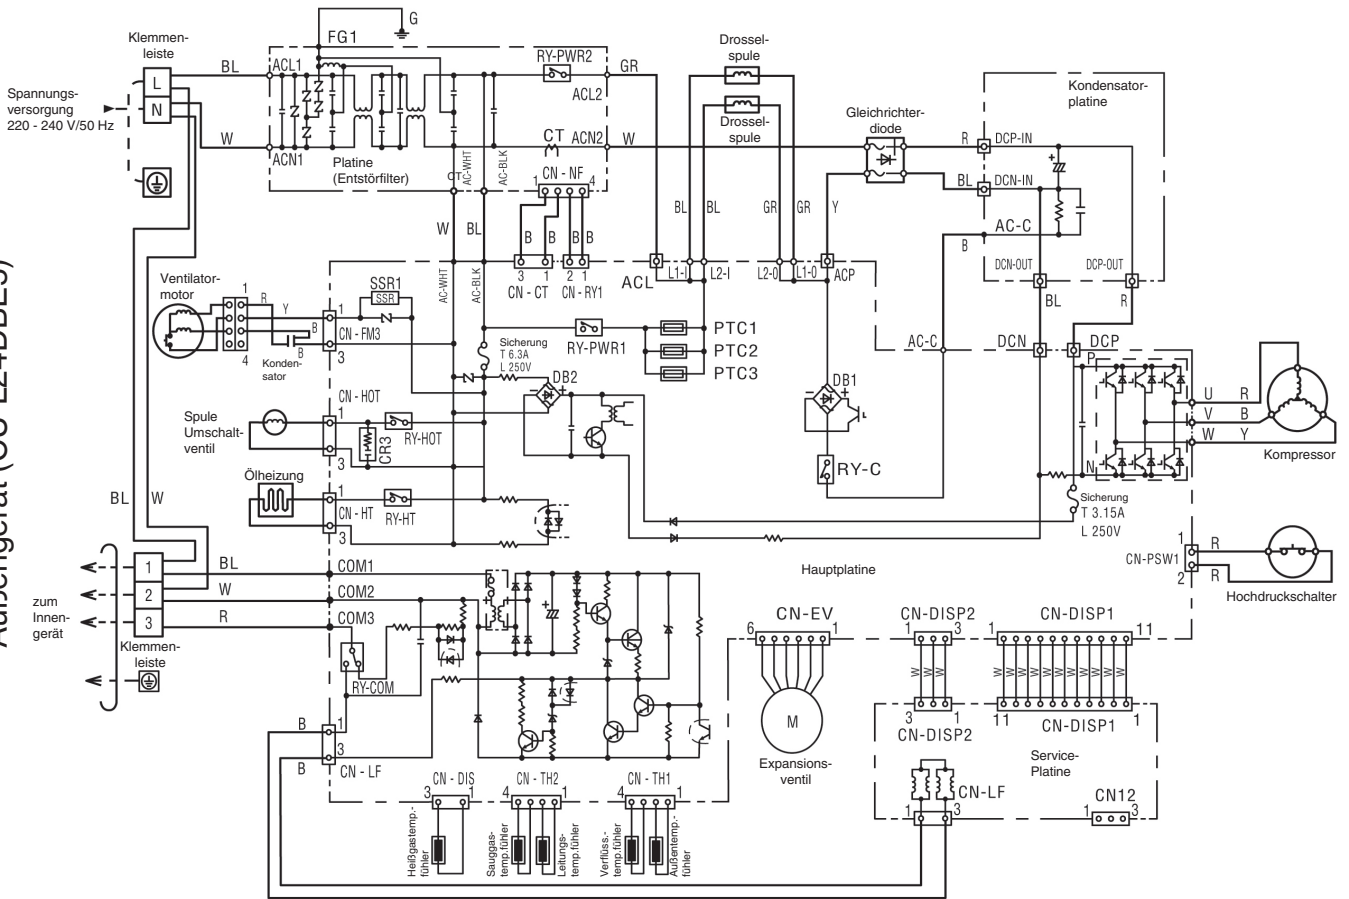 Klemmen-
leiste
L
N
Spannungs-
versorgung
220 - 240 V/50 Hz
BL
W
G
FG1
ACL1
ACN1
RY-PWR2
ACL2
ACN2
CT
Platine
(Entstörfilter)
CT
AC-WHT
AC-BLK
CN - NF
1
4
GR
W
Drossel-
spule
Drossel-
spule
Gleichrichter-
diode
Kondensator-
platine
R
DCP-IN
BL
DCN-IN
AC-C
B
DCN-OUT
DCP-OUT
BL
R
W
BL
B
B
B
B
BL
BL
GR
GR
Y
3
1
2
1
CN - CT
CN - RY1
ACL
L1-I
L2-I
L2-O
L1-O
ACP
AC-WHT
AC-BLK
Ventilator-
motor
1
4
R
Y
B
B
Konden-
sator
1
CN - FM3
3
SSR1
SSR
Sicherung
T 6.3A
L 250V
RY-PWR1
PTC1
PTC2
PTC3
AC-C
DCN
DCP
P
N
DB2
DB1
RY-C
U
R
V
B
W
Y
Kompressor
Spule
Umschalt-
ventil
CN - HOT
1
3
RY-HOT
CR3
Ölheizung
1
CN - HT
3
RY-HT
Sicherung
T 3.15A
L 250V
BL
W
Außengerät (CU-L24DBE5)
1
2
3
zum
Innen-
gerät
Klemmen-
leiste
BL
W
R
COM1
COM2
COM3
RY-COM
Hauptplatine
1
CN-PSW1
2
R
R
Hochdruckschalter
CN-EV
6
1
M
Expansions-
ventil
CN-DISP2
1
3
W
W
W
3
1
CN-DISP2
CN-DISP1
1
11
W
W
W
W
W
W
W
W
W
W
W
11
1
CN-DISP1
Service-
Platine
CN-LF
1
3
CN12
1
3
B
B
1
3
CN - LF
CN - DIS
3
1
CN - TH2
4
1
CN - TH1
4
1
Heißgastemp.-
fühler
Sauggas-
temp.fühler
Leitungs-
temp.fühler
Verflüss.-
temp.fühler
Außentemp.-
fühler